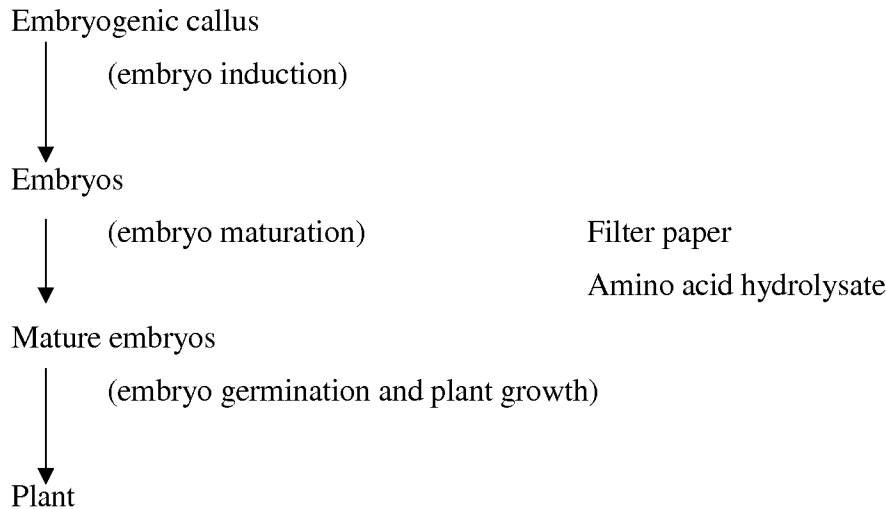 Embryogenic callus
(embryo induction)
Embryos
(embryo maturation) Filter paper
Amino acid hydrolysate
Mature embryos
(embryo germination and plant growth)
Plant